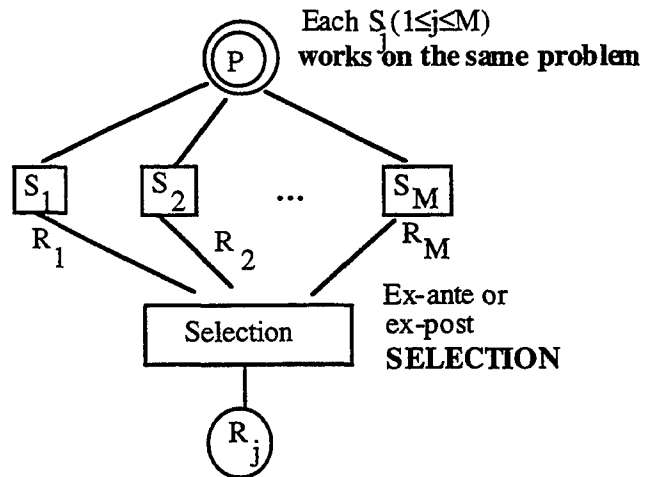 Each S_j(1≤j≤M)
works on the same problem
P
S_1 S_2 ... S_M
R_1 R_2 R_M
Ex-ante or
ex-post
Selection
SELECTION
R_j